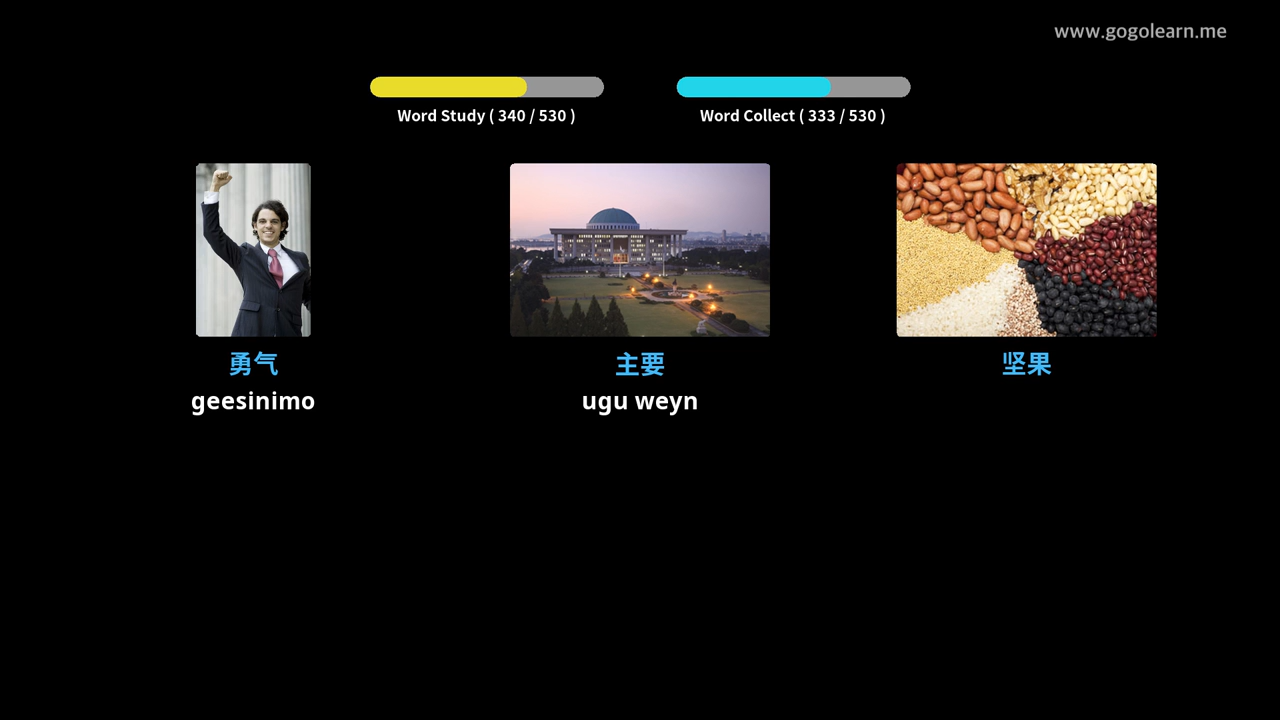 www.gogolearn.me
Word Study ( 340 / 530 )
Word Collect ( 333 / 530 )
勇气
geesinimo
主要
ugu weyn
坚果